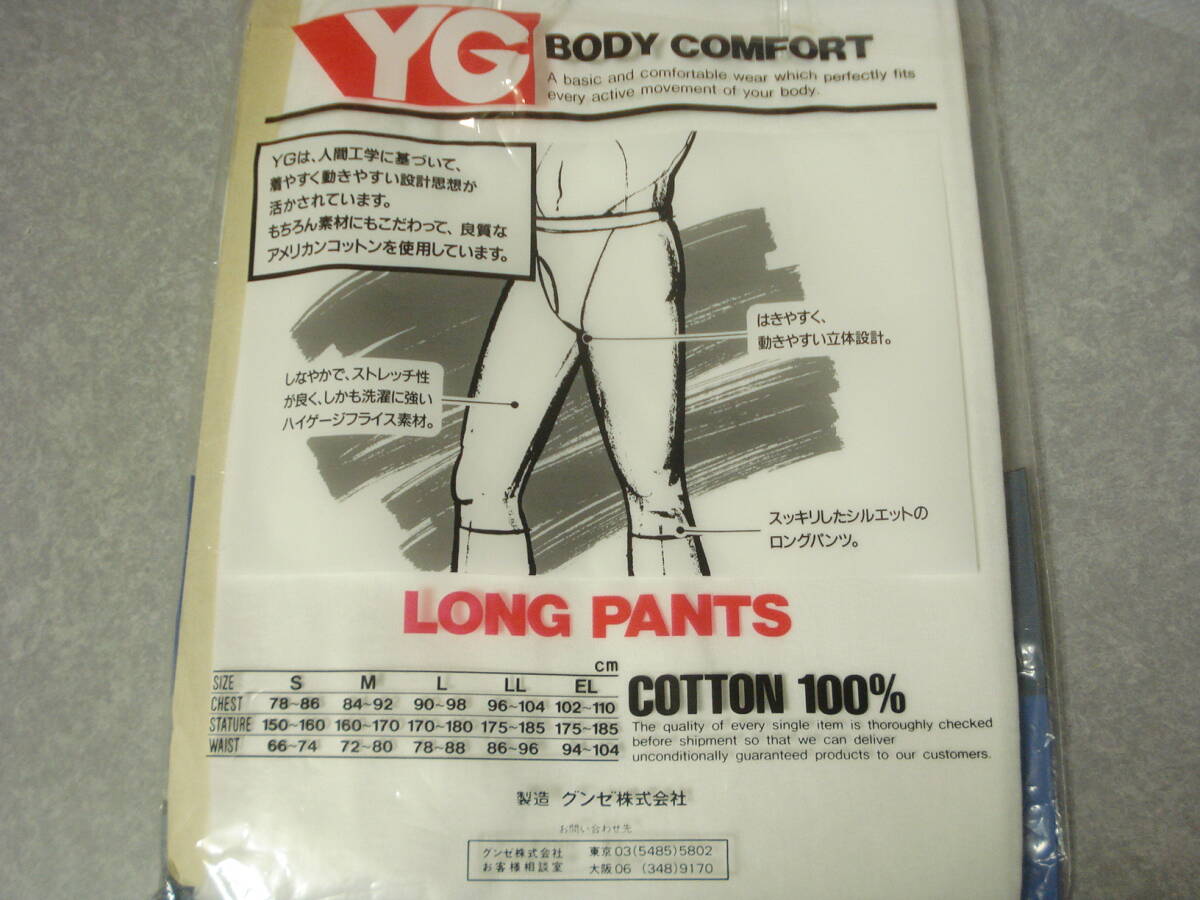 YG
BODY COMFORT
A basic and comfortable wear which perfectly fits
every active movement of your body.
YGは、人間工学に基づいて、
着やすく動きやすい設計思想が
活かされています。
もちろん素材にもこだわって、良質な
アメリカンコットンを使用しています。
はきやすく、
動きやすい立体設計。
しなやかで、ストレッチ性
が良く、しかも洗濯に強い
ハイゲージフライス素材。
スッキリしたシルエットの
ロングパンツ。
LONG PANTS
cm
SIZE S M L LL EL
CHEST 78~86 84~92 90~98 96~104 102~110
STATURE 150~160 160~170 170~180 175~185 175~185
WAIST 66~74 72~80 78~88 86~96 94~104
COTTON 100%
The quality of every single item is thoroughly checked
before shipment so that we can deliver
unconditionally guaranteed products to our customers.
製造 グンゼ株式会社
お問い合わせ先
グンゼ株式会社 東京 03(5485)5802
お客様相談室 大阪 06 (348)9170